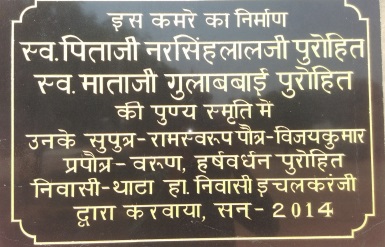 इस कमरे का निर्माण
स्व. पिताजी नरसिंहलालजी पुरोहित
स्व. माताजी गुलाबबाई पुरोहित
की पुण्य स्मृति में
उनके सुपुत्र-रामस्वरूप पौत्र-विजयकुमार
प्रपौत्र-वरुण, हर्षवर्धन पुरोहित
निवासी-थाटा हा. निवासी इचलकरंजी
द्वारा करवाया, सन्-2014